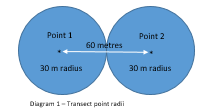 Point 1
Point 2
60 metres
30 m radius
30 m radius
Diagram 1 – Transect point radii